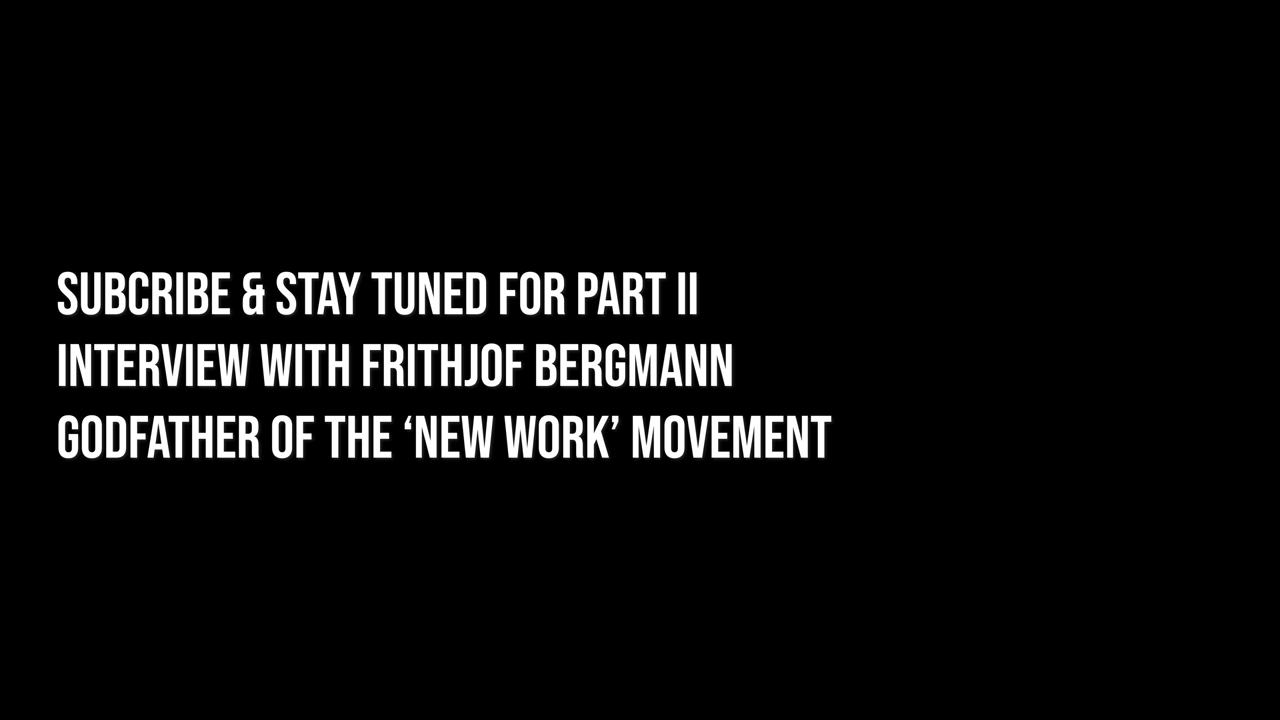 SUBCRIBE & STAY TUNED FOR PART II
INTERVIEW WITH FRITHJOF BERGMANN
GODFATHER OF THE ‘NEW WORK’ MOVEMENT